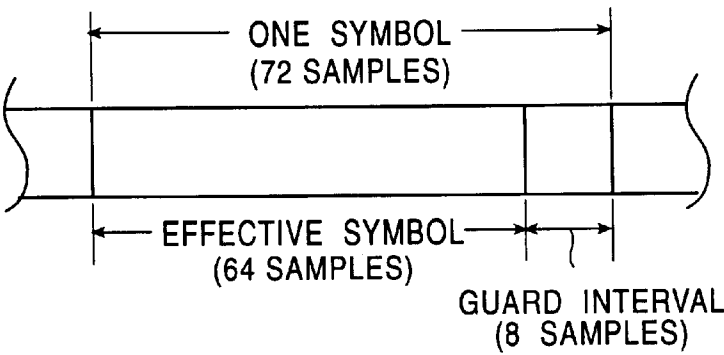 ONE SYMBOL
(72 SAMPLES)
EFFECTIVE SYMBOL
(64 SAMPLES)
GUARD INTERVAL
(8 SAMPLES)